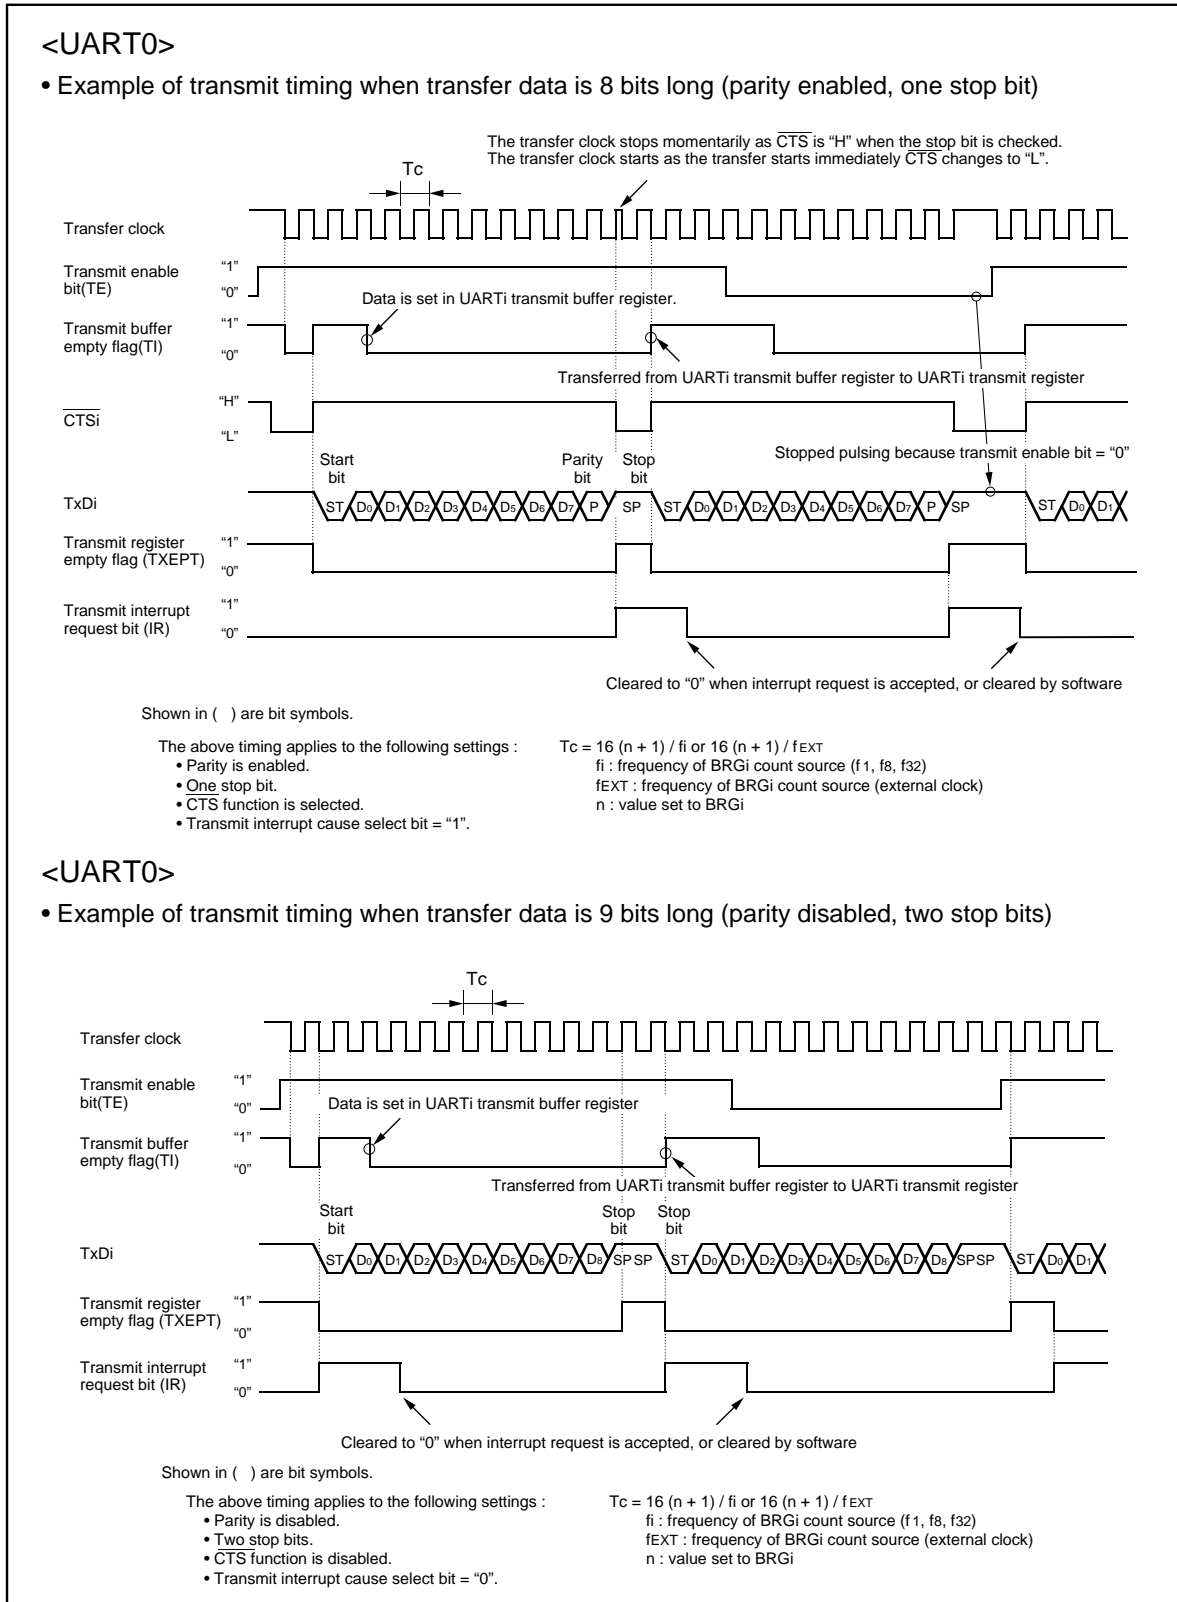 <UART0>
• Example of transmit timing when transfer data is 8 bits long (parity enabled, one stop bit)
The transfer clock stops momentarily as CTS is “H” when the stop bit is checked.
The transfer clock starts as the transfer starts immediately CTS changes to “L”.
Tc
Transfer clock
Transmit enable
bit(TE)
“1”
“0”
Data is set in UARTi transmit buffer register.
Transmit buffer
empty flag(TI)
“1”
“0”
Transferred from UARTi transmit buffer register to UARTi transmit register
CTSi
“H”
“L”
Stopped pulsing because transmit enable bit = “0”
Start
bit
Parity
bit
Stop
bit
TxDi
ST D0 D1 D2 D3 D4 D5 D6 D7 P SP ST D0 D1 D2 D3 D4 D5 D6 D7 P SP ST D0 D1
Transmit register
empty flag (TXEPT)
“1”
“0”
Transmit interrupt
request bit (IR)
“1”
“0”
Cleared to “0” when interrupt request is accepted, or cleared by software
Shown in ( ) are bit symbols.
The above timing applies to the following settings :
• Parity is enabled.
• One stop bit.
• CTS function is selected.
• Transmit interrupt cause select bit = “1”.
Tc = 16 (n + 1) / fi or 16 (n + 1) / fEXT
fi : frequency of BRGi count source (f1, f8, f32)
fEXT : frequency of BRGi count source (external clock)
n : value set to BRGi
<UART0>
• Example of transmit timing when transfer data is 9 bits long (parity disabled, two stop bits)
Tc
Transfer clock
Transmit enable
bit(TE)
“1”
“0”
Data is set in UARTi transmit buffer register
Transmit buffer
empty flag(TI)
“1”
“0”
Transferred from UARTi transmit buffer register to UARTi transmit register
Start
bit
Stop
bit
Stop
bit
TxDi
ST D0 D1 D2 D3 D4 D5 D6 D7 D8 SP SP ST D0 D1 D2 D3 D4 D5 D6 D7 D8 SPSP ST D0 D1
Transmit register
empty flag (TXEPT)
“1”
“0”
Transmit interrupt
request bit (IR)
“1”
“0”
Cleared to “0” when interrupt request is accepted, or cleared by software
Shown in ( ) are bit symbols.
The above timing applies to the following settings :
• Parity is disabled.
• Two stop bits.
• CTS function is disabled.
• Transmit interrupt cause select bit = “0”.
Tc = 16 (n + 1) / fi or 16 (n + 1) / fEXT
fi : frequency of BRGi count source (f1, f8, f32)
fEXT : frequency of BRGi count source (external clock)
n : value set to BRGi